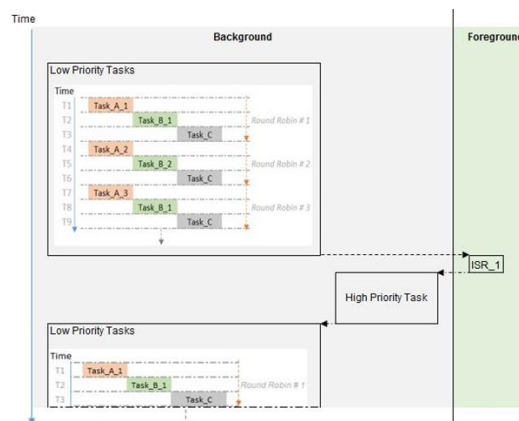 Time
Background
Foreground
Low Priority Tasks
Time
T1 Task_A_1
T2 Task_B_1 Round Robin # 1
T3 Task_C
T4 Task_A_2
T5 Task_B_2 Round Robin # 2
T6 Task_C
T7 Task_A_3
T8 Task_B_1 Round Robin # 3
T9 Task_C
ISR_1
High Priority Task
Low Priority Tasks
Time
T1 Task_A_1
T2 Task_B_1 Round Robin # 1
T3 Task_C